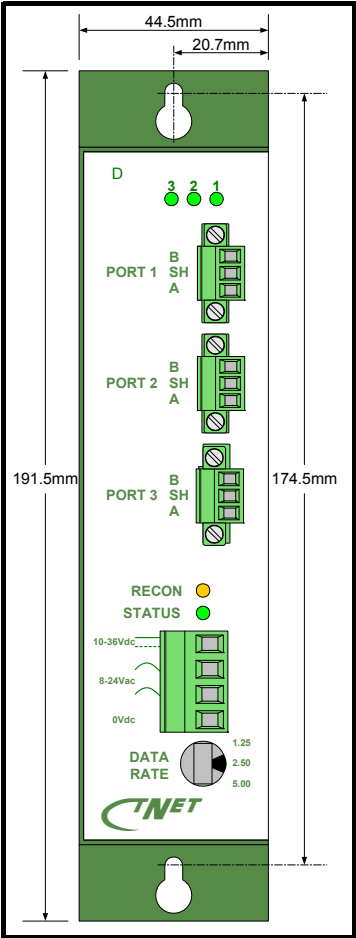 44.5mm
20.7mm
D
3 2 1
B
PORT 1 SH
A
B
PORT 2 SH
A
191.5mm
174.5mm
B
PORT 3 SH
A
RECON
STATUS
10-36Vdc
8-24Vac
0Vdc
1.25
DATA
RATE
2.50
5.00
TNET